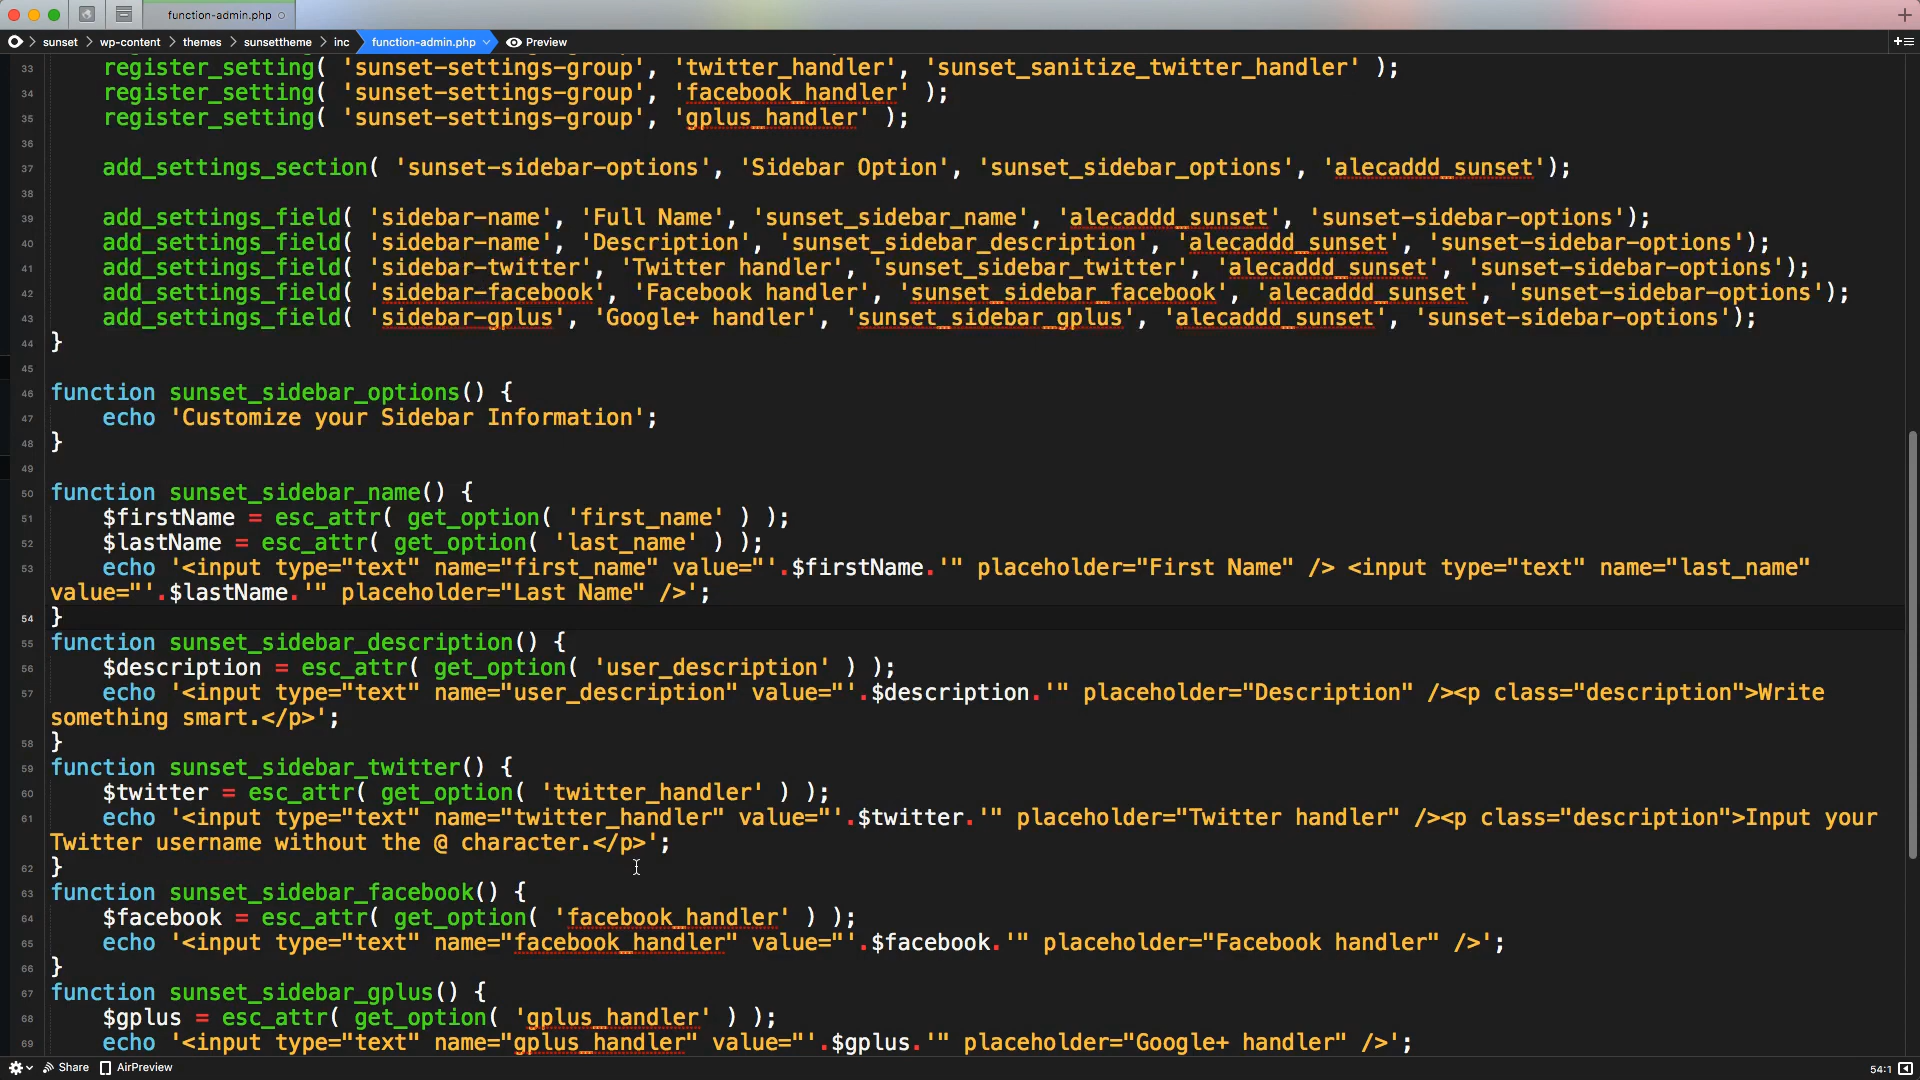 function-admin.php
sunset wp-content themes sunsettheme inc function-admin.php Preview
33 register_setting( 'sunset-settings-group', 'twitter_handler', 'sunset_sanitize_twitter_handler' );
34 register_setting( 'sunset-settings-group', 'facebook_handler' );
35 register_setting( 'sunset-settings-group', 'gplus_handler' );
36
37 add_settings_section( 'sunset-sidebar-options', 'Sidebar Option', 'sunset_sidebar_options', 'alecaddd_sunset');
38
39 add_settings_field( 'sidebar-name', 'Full Name', 'sunset_sidebar_name', 'alecaddd_sunset', 'sunset-sidebar-options');
40 add_settings_field( 'sidebar-name', 'Description', 'sunset_sidebar_description', 'alecaddd_sunset', 'sunset-sidebar-options');
41 add_settings_field( 'sidebar-twitter', 'Twitter handler', 'sunset_sidebar_twitter', 'alecaddd_sunset', 'sunset-sidebar-options');
42 add_settings_field( 'sidebar-facebook', 'Facebook handler', 'sunset_sidebar_facebook', 'alecaddd_sunset', 'sunset-sidebar-options');
43 add_settings_field( 'sidebar-gplus', 'Google+ handler', 'sunset_sidebar_gplus', 'alecaddd_sunset', 'sunset-sidebar-options');
44 }
45
46 function sunset_sidebar_options() {
47 echo 'Customize your Sidebar Information';
48 }
49
50 function sunset_sidebar_name() {
51 $firstName = esc_attr( get_option( 'first_name' ) );
52 $lastName = esc_attr( get_option( 'last_name' ) );
53 echo '<input type="text" name="first_name" value="'.$firstName.'" placeholder="First Name" /> <input type="text" name="last_name"
value="'.$lastName.'" placeholder="Last Name" />';
54 }
55 function sunset_sidebar_description() {
56 $description = esc_attr( get_option( 'user_description' ) );
57 echo '<input type="text" name="user_description" value="'.$description.'" placeholder="Description" /><p class="description">Write
something smart.</p>';
58 }
59 function sunset_sidebar_twitter() {
60 $twitter = esc_attr( get_option( 'twitter_handler' ) );
61 echo '<input type="text" name="twitter_handler" value="'.$twitter.'" placeholder="Twitter handler" /><p class="description">Input your
Twitter username without the @ character.</p>';
62 }
63 function sunset_sidebar_facebook() {
64 $facebook = esc_attr( get_option( 'facebook_handler' ) );
65 echo '<input type="text" name="facebook_handler" value="'.$facebook.'" placeholder="Facebook handler" />';
66 }
67 function sunset_sidebar_gplus() {
68 $gplus = esc_attr( get_option( 'gplus_handler' ) );
69 echo '<input type="text" name="gplus_handler" value="'.$gplus.'" placeholder="Google+ handler" />';
Share AirPreview 54:1